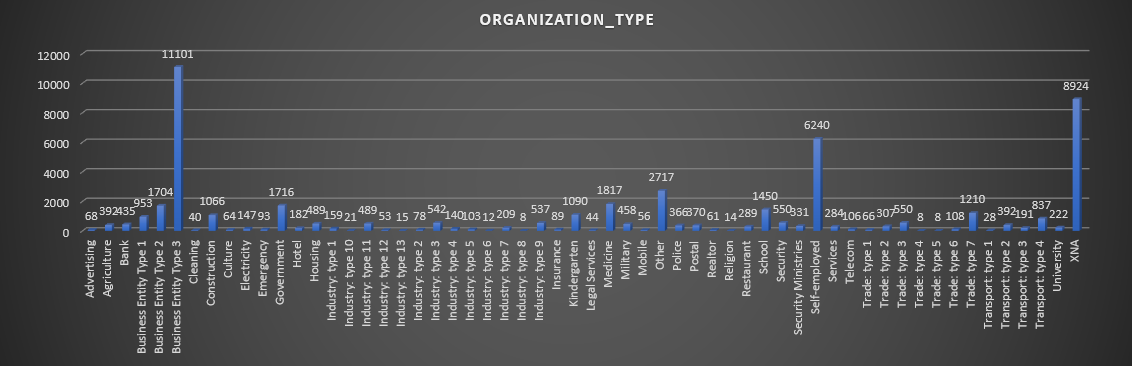 ORGANIZATION_TYPE
12000
10000
8000
6000
4000
2000
0
68
392
435
953
1704
11101
40
1066
64
147
93
1716
182
489
159
21
489
53
15
78
542
140
103
12
209
8
537
89
1090
44
1817
458
56
2717
366
370
61
14
289
1450
550
331
6240
284
106
66
307
550
8
8
108
1210
28
392
191
837
222
8924
Advertising
Agriculture
Bank
Business Entity Type 1
Business Entity Type 2
Business Entity Type 3
Cleaning
Construction
Culture
Electricity
Emergency
Government
Hotel
Housing
Industry: type 1
Industry: type 10
Industry: type 11
Industry: type 12
Industry: type 13
Industry: type 2
Industry: type 3
Industry: type 4
Industry: type 5
Industry: type 6
Industry: type 7
Industry: type 8
Industry: type 9
Insurance
Kindergarten
Legal Services
Medicine
Military
Mobile
Other
Police
Postal
Realtor
Religion
Restaurant
School
Security
Security Ministries
Self-employed
Services
Telecom
Trade: type 1
Trade: type 2
Trade: type 3
Trade: type 4
Trade: type 5
Trade: type 6
Trade: type 7
Transport: type 1
Transport: type 2
Transport: type 3
Transport: type 4
University
XNA